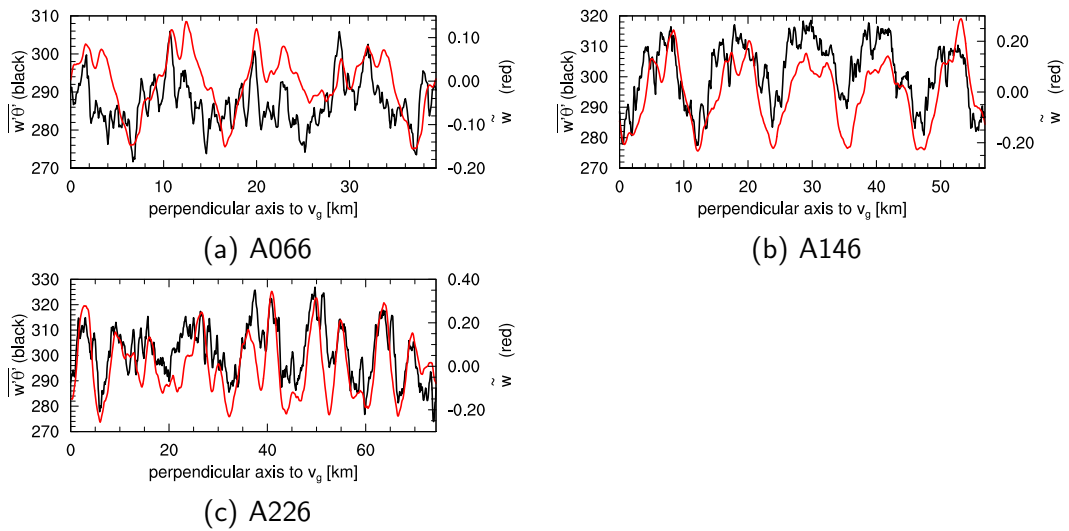 310
300
290
280
270
w'θ' (black)
0.10
0.00
-0.10
-0.20
w̃ (red)
0 10 20 30
perpendicular axis to v_g [km]
(a) A066
320
310
300
290
280
270
w'θ' (black)
0.20
0.00
-0.20
w̃ (red)
0 10 20 30 40 50
perpendicular axis to v_g [km]
(b) A146
330
320
310
300
290
280
270
w'θ' (black)
0.40
0.20
0.00
-0.20
w̃ (red)
0 20 40 60
perpendicular axis to v_g [km]
(c) A226